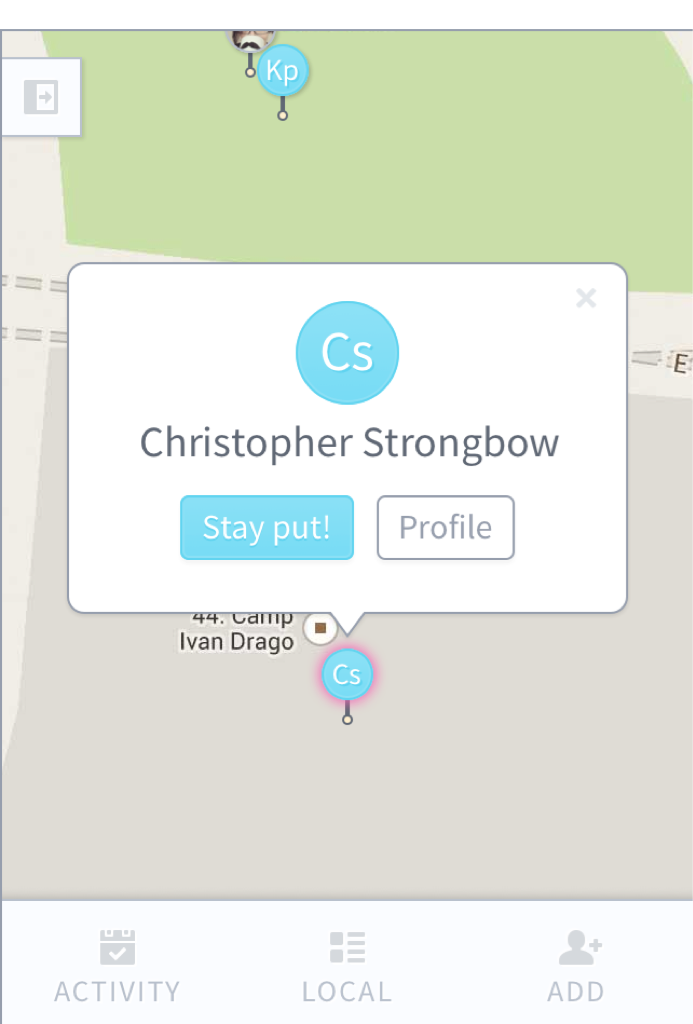 Kp
Cs
Christopher Strongbow
Stay put!
Profile
E
44. Camp
Ivan Drago
Cs
ACTIVITY
LOCAL
ADD